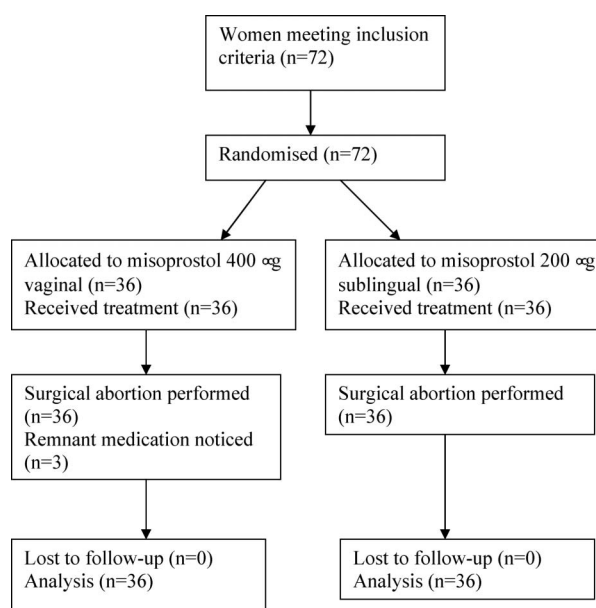 Women meeting inclusion
criteria (n=72)
Randomised (n=72)
Allocated to misoprostol 400 ∝g
vaginal (n=36)
Received treatment (n=36)
Allocated to misoprostol 200 ∝g
sublingual (n=36)
Received treatment (n=36)
Surgical abortion performed
(n=36)
Remnant medication noticed
(n=3)
Surgical abortion performed
(n=36)
Lost to follow-up (n=0)
Analysis (n=36)
Lost to follow-up (n=0)
Analysis (n=36)